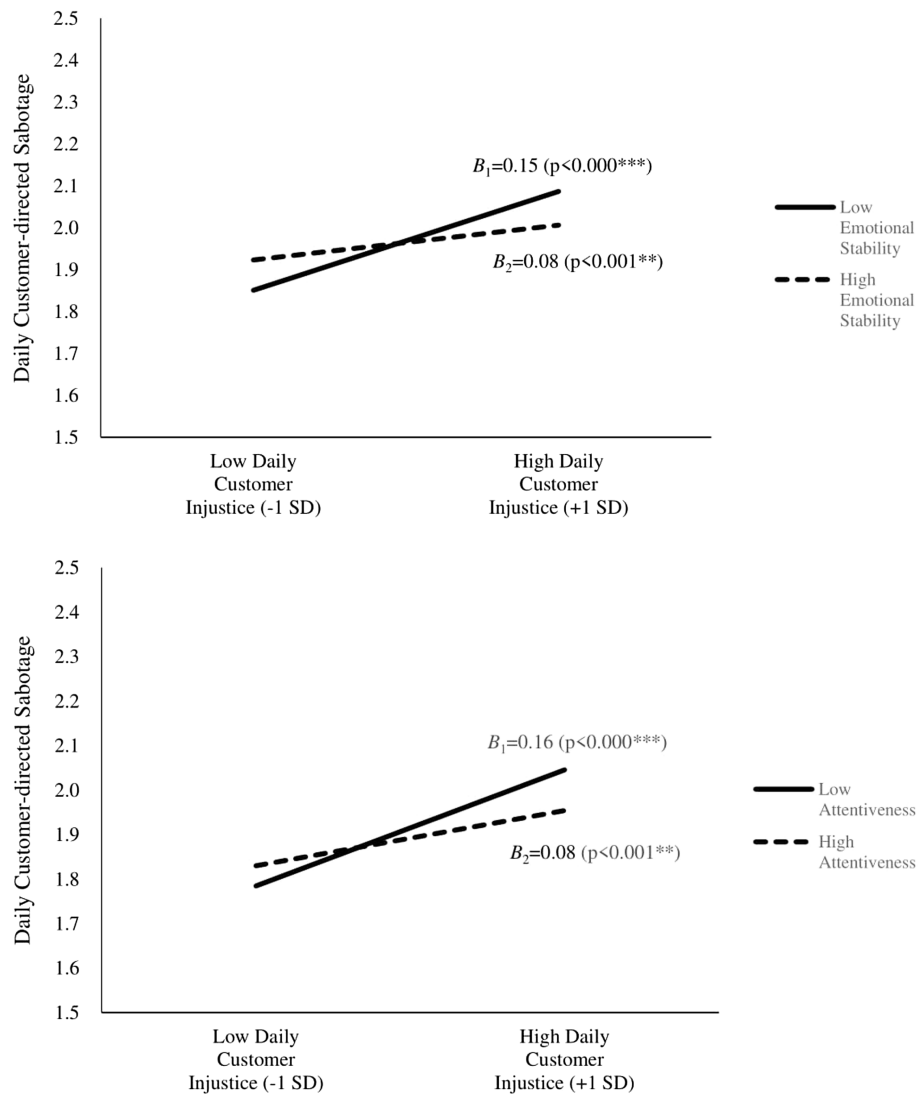 2.5
2.4
2.3
2.2
2.1
2.0
1.9
1.8
1.7
1.6
1.5
Daily Customer-directed Sabotage
B₁=0.15 (p<0.000***)
B₂=0.08 (p<0.001**)
Low Daily
Customer
Injustice (-1 SD)
High Daily
Customer
Injustice (+1 SD)
Low
Emotional
Stability
High
Emotional
Stability
2.5
2.4
2.3
2.2
2.1
2.0
1.9
1.8
1.7
1.6
1.5
Daily Customer-directed Sabotage
B₁=0.16 (p<0.000***)
B₂=0.08 (p<0.001**)
Low Daily
Customer
Injustice (-1 SD)
High Daily
Customer
Injustice (+1 SD)
Low
Attentiveness
High
Attentiveness